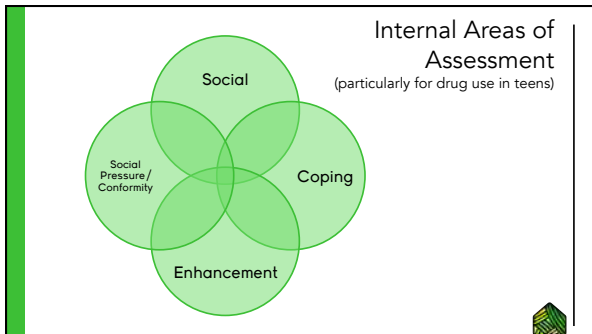 Internal Areas of
Assessment
(particularly for drug use in teens)
Social
Social
Pressure/
Conformity
Coping
Enhancement